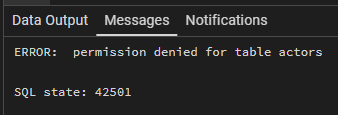 Data Output Messages Notifications
ERROR:  permission denied for table actors
SQL state: 42501